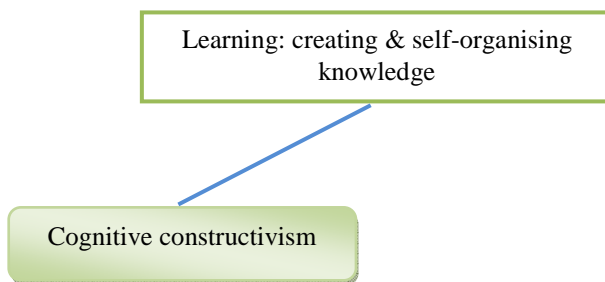 Learning: creating & self-organising
knowledge
Cognitive constructivism